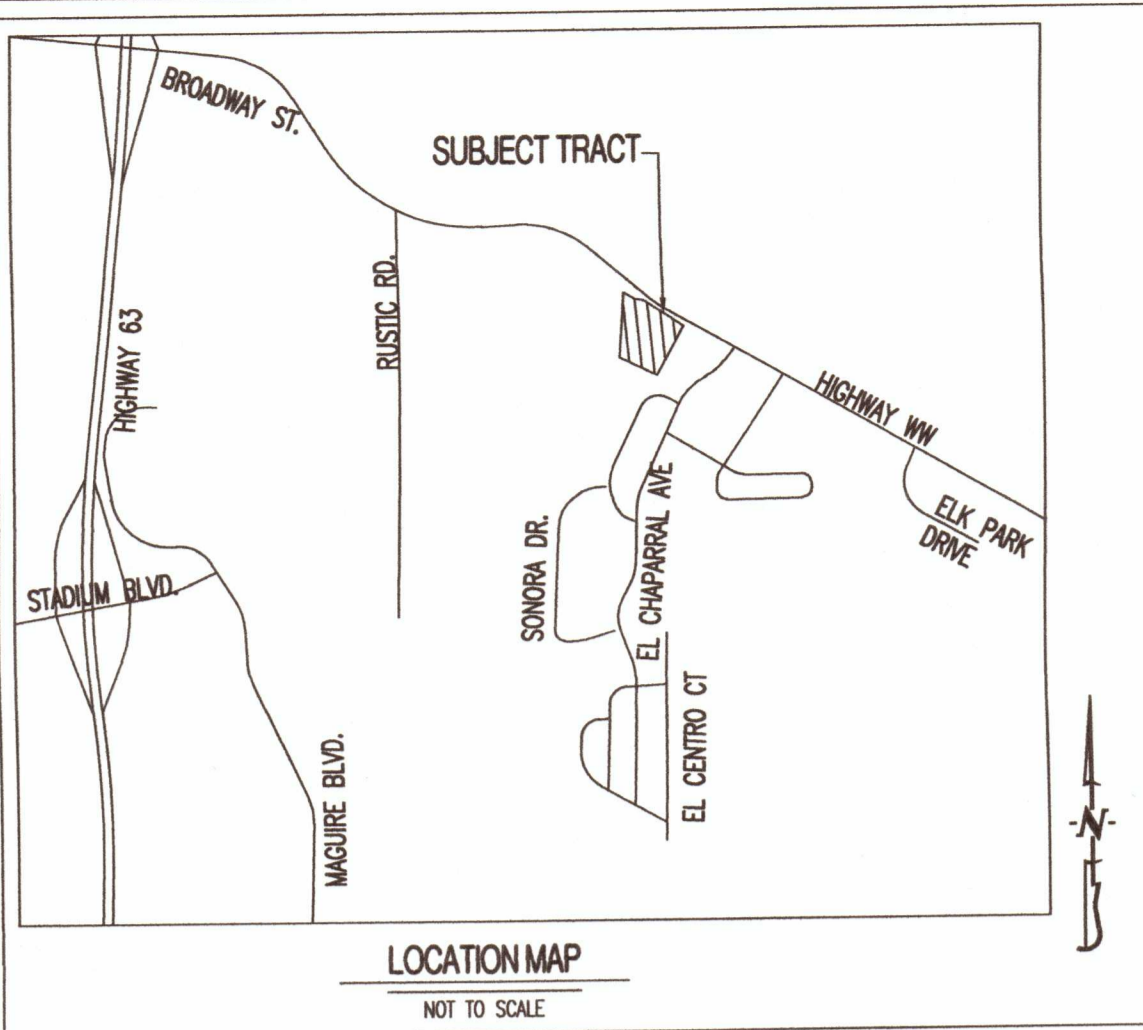 BROADWAY ST.
SUBJECT TRACT
RUSTIC RD.
HIGHWAY 63
HIGHWAY WW
ELK PARK
DRIVE
SONORA DR.
EL CHAPARRAL AVE
STADIUM BLVD.
EL CENTRO CT
MAGUIRE BLVD.
N
LOCATION MAP
NOT TO SCALE